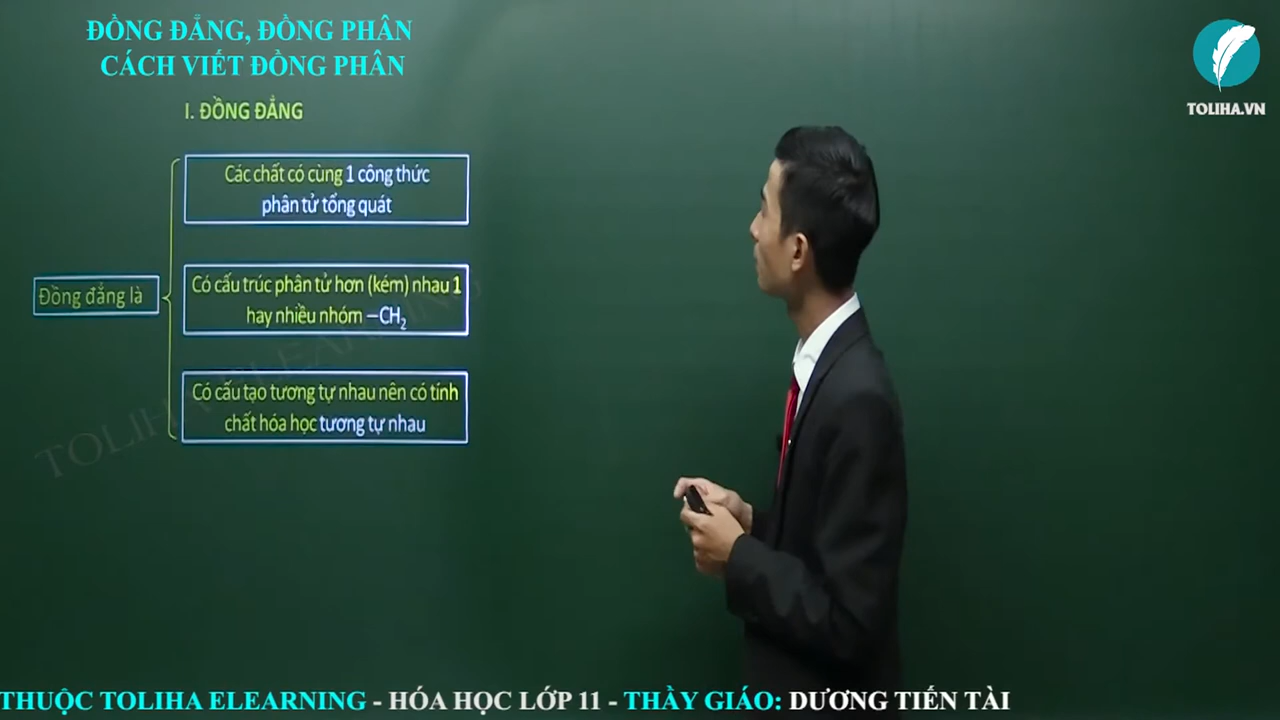 ĐỒNG ĐẲNG, ĐỒNG PHÂN
CÁCH VIẾT ĐỒNG PHÂN
TOLIHA.VN
I. ĐỒNG ĐẲNG
Các chất có cùng 1 công thức
phân tử tổng quát
Đồng đẳng là
Có cấu trúc phân tử hơn (kém) nhau 1
hay nhiều nhóm –CH₂
Có cấu tạo tương tự nhau nên có tính
chất hóa học tương tự nhau
TOLIHA ELEARNING
THUỘC TOLIHA ELEARNING - HÓA HỌC LỚP 11 - THẦY GIÁO: DƯƠNG TIẾN TÀI